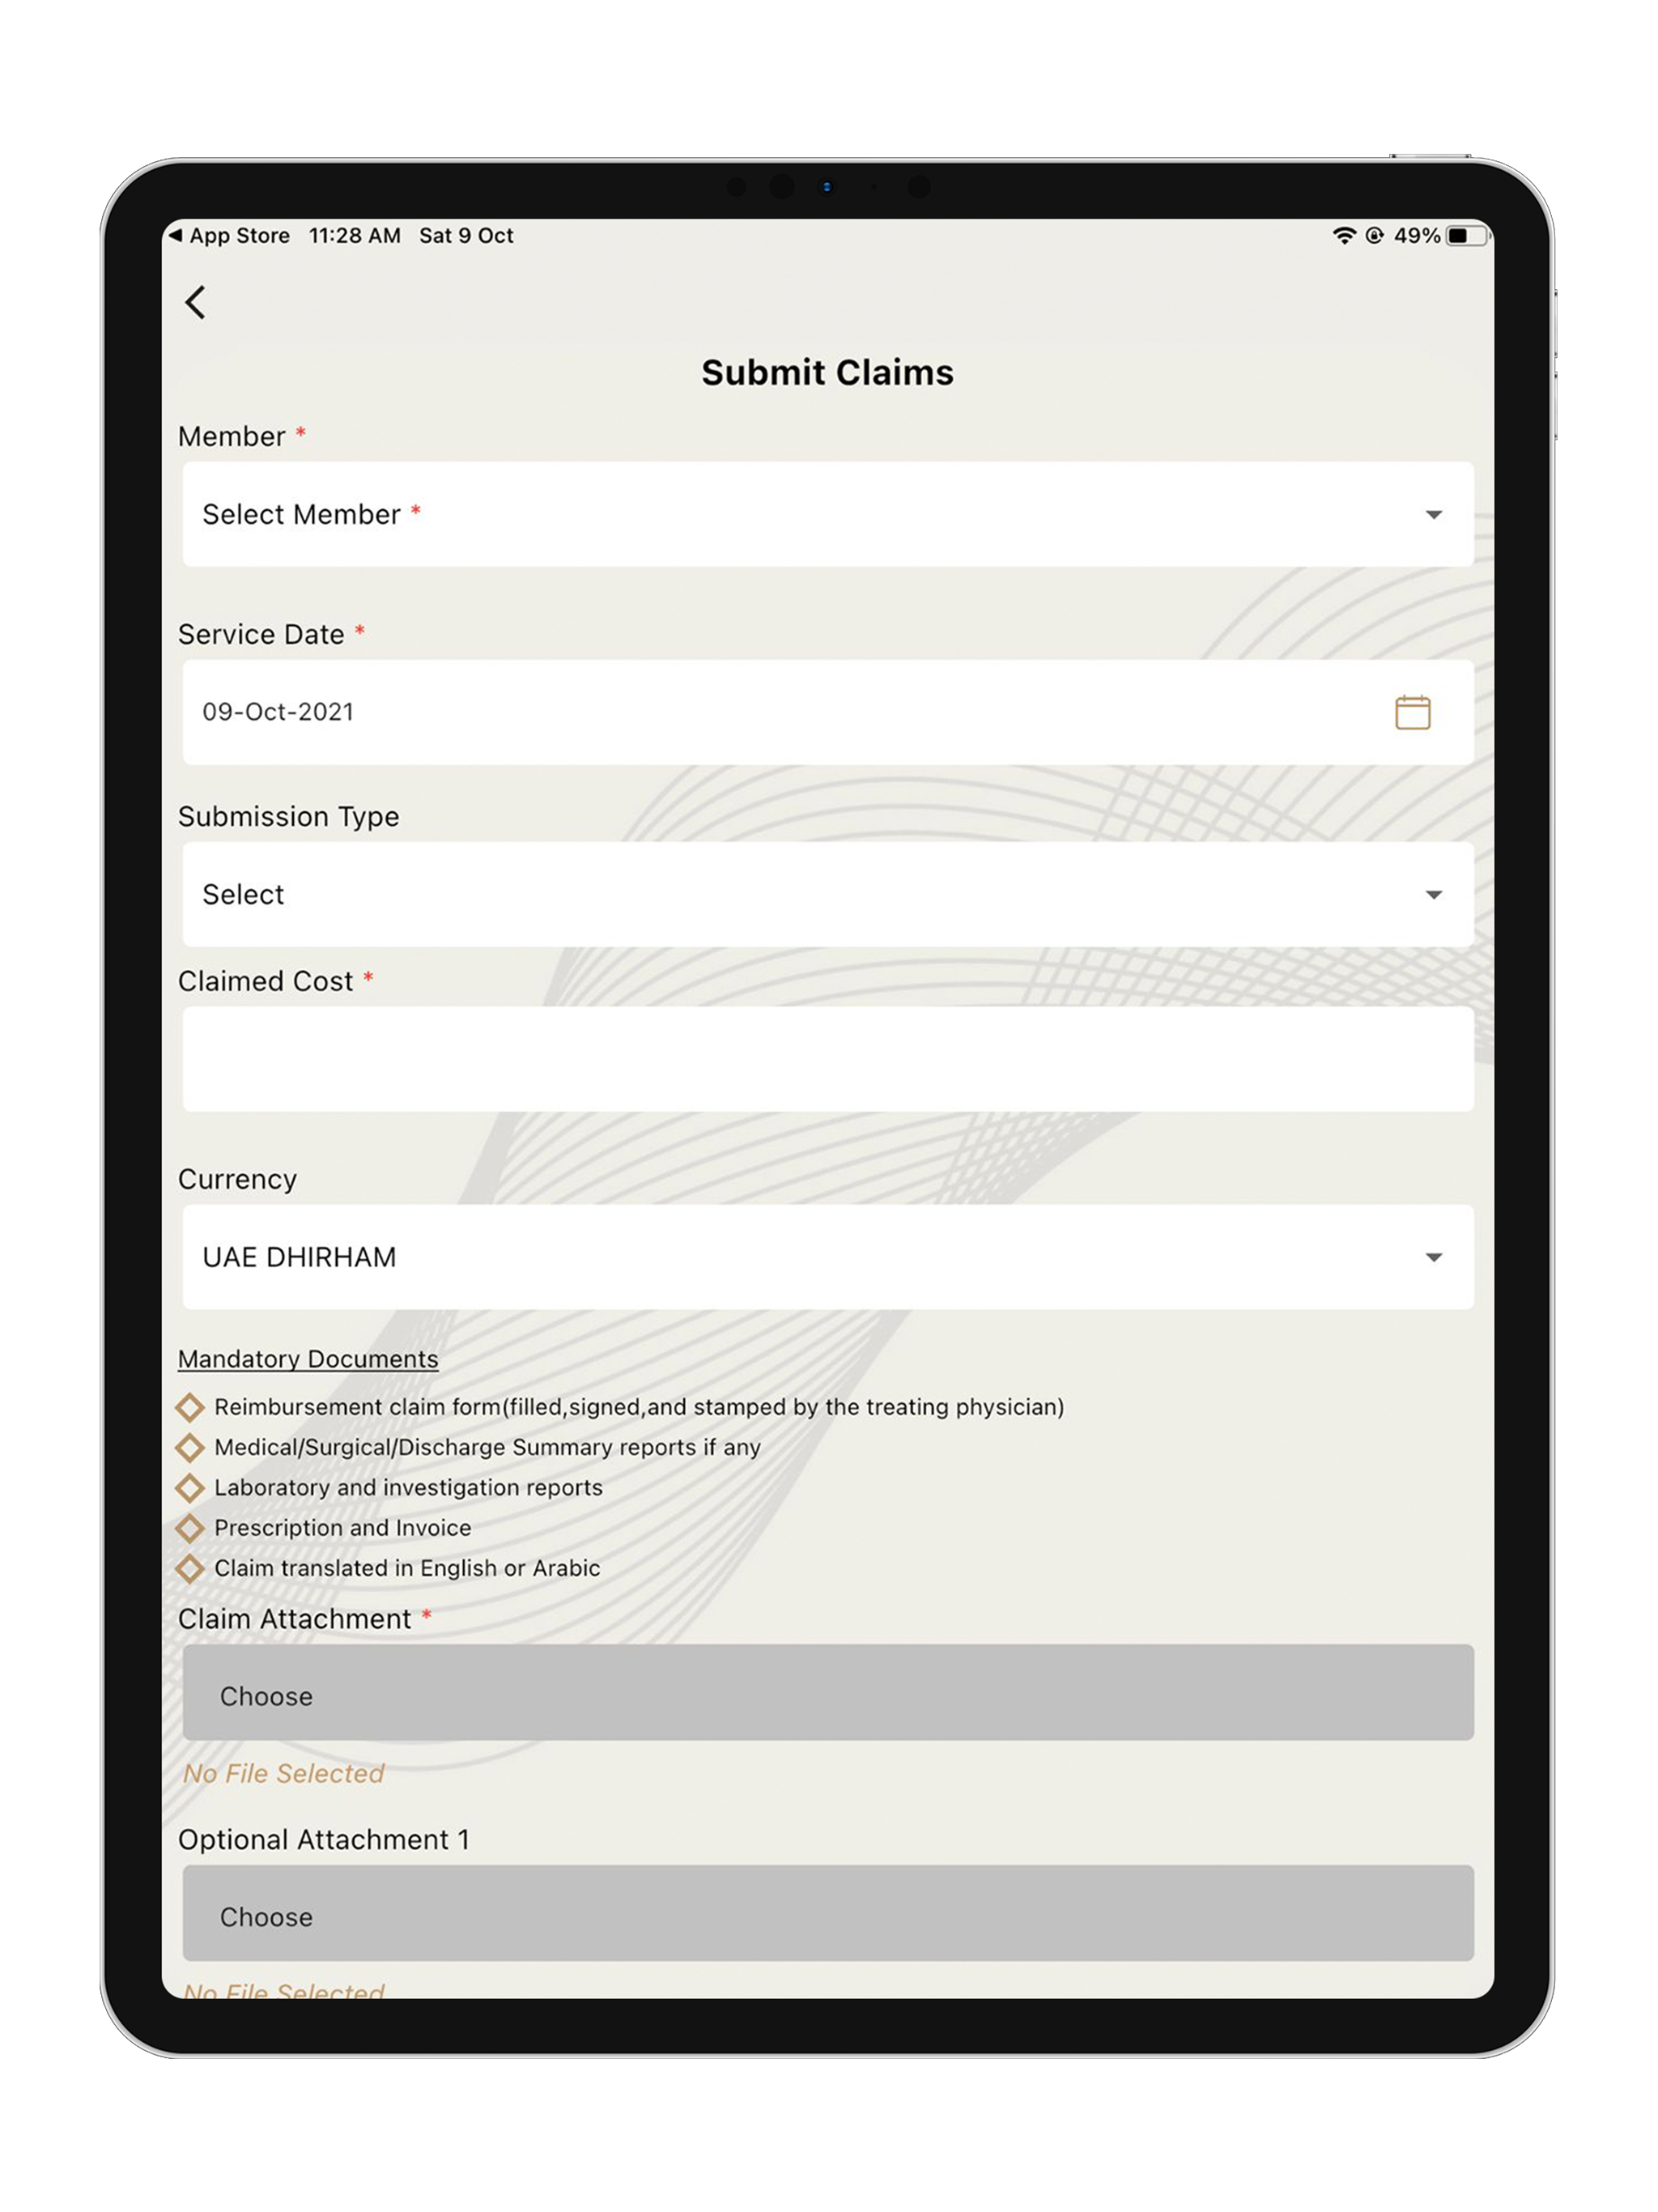 App Store 11:28 AM Sat 9 Oct 49%
Submit Claims
Member *
Select Member *
Service Date *
09-Oct-2021
Submission Type
Select
Claimed Cost *
Currency
UAE DHIRHAM
Mandatory Documents
Reimbursement claim form(filled,signed,and stamped by the treating physician)
Medical/Surgical/Discharge Summary reports if any
Laboratory and investigation reports
Prescription and Invoice
Claim translated in English or Arabic
Claim Attachment *
Choose
No File Selected
Optional Attachment 1
Choose
No File Selected